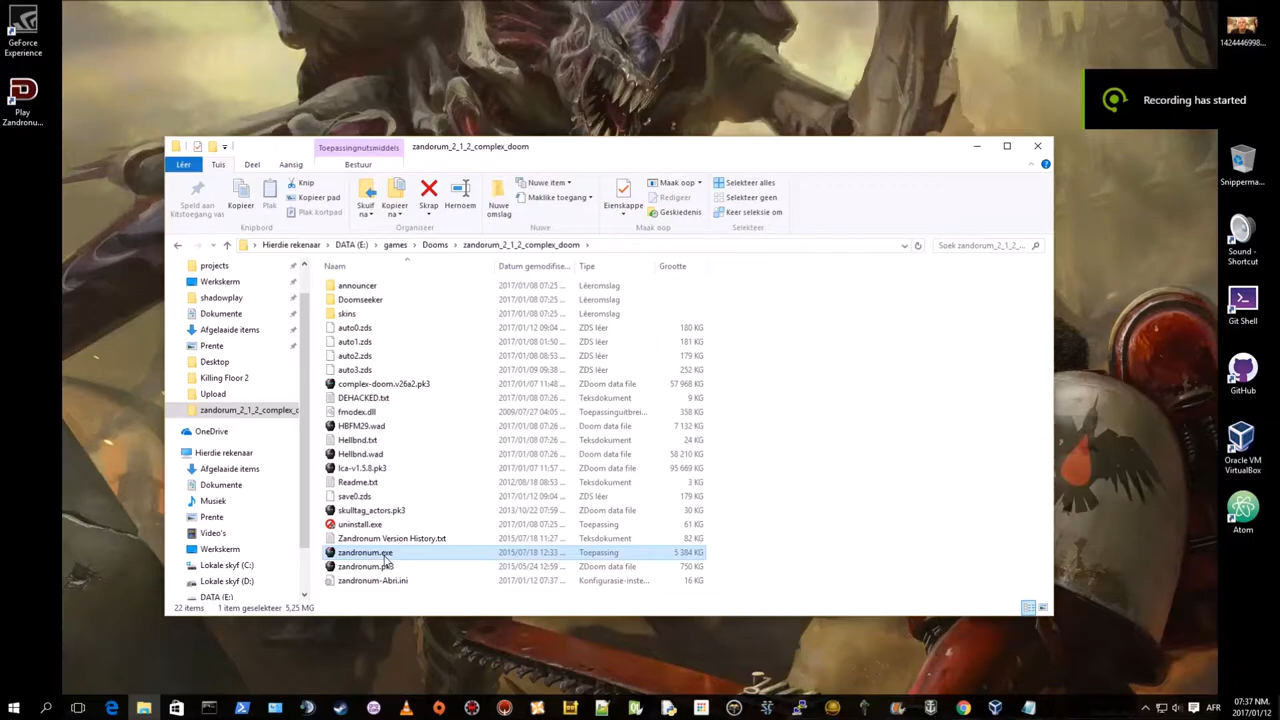 GeForce
Experience
Play
Zandronu...
1424446998...
Recording has started
Toepassingnutsmiddels
zandorum_2_1_2_complex_doom
Lêer
Tuis
Deel
Aansig
Bestuur
Speld aan
Kitstoegang vas
Kopieer
Plak
Knip
Kopieer pad
Plak kortpad
Knipbord
Skuif
na
Kopieer
na
Skrap
Hernoem
Organiseer
Nuwe
omslag
Nuwe item
Maklike toegang
Nuwe
Eienskappe
Maak oop
Redigeer
Geskiedenis
Maak oop
Selekteer alles
Selekteer geen
Keer seleksie om
Selekteer
Hierdie rekenaar
DATA (E:)
games
Dooms
zandorum_2_1_2_complex_doom
Soek zandorum_2_1_2_...
Naam
Datum gemodifise...
Tipe
Grootte
projects
Werkskerm
shadowplay
Dokumente
Afgelaaide items
Prente
Desktop
Killing Floor 2
Upload
zandorum_2_1_2_complex_d
OneDrive
Hierdie rekenaar
Afgelaaide items
Dokumente
Musiek
Prente
Video's
Werkskerm
Lokale skyf (C:)
Lokale skyf (D:)
DATA (E:)
announcer 2017/01/08 07:25 ... Lêeromslag
Doomseeker 2017/01/08 07:25 ... Lêeromslag
skins 2017/01/08 07:25 ... Lêeromslag
auto0.zds 2017/01/12 09:04 ... ZDS lêer 180 KG
auto1.zds 2017/01/08 01:50 ... ZDS lêer 181 KG
auto2.zds 2017/01/08 08:53 ... ZDS lêer 179 KG
auto3.zds 2017/01/09 09:38 ... ZDS lêer 252 KG
complex-doom.v26a2.pk3 2017/01/07 11:48 ... ZDoom data file 57 968 KG
DEHACKED.txt 2017/01/08 07:26 ... Teksdokument 9 KG
fmodex.dll 2009/07/27 04:05 ... Toepassinguitbrei... 358 KG
HBFM29.wad 2017/01/08 07:26 ... Doom data file 7 132 KG
Hellbnd.txt 2017/01/08 07:26 ... Teksdokument 24 KG
Hellbnd.wad 2017/01/08 07:26 ... Doom data file 58 210 KG
lca-v1.5.8.pk3 2017/01/07 11:57 ... ZDoom data file 95 669 KG
Readme.txt 2012/08/18 08:53 ... Teksdokument 3 KG
save0.zds 2017/01/12 09:04 ... ZDS lêer 179 KG
skulltag_actors.pk3 2013/10/22 07:59 ... ZDoom data file 30 KG
uninstall.exe 2017/01/08 07:25 ... Toepassing 61 KG
Zandronum Version History.txt 2015/07/18 11:27 ... Teksdokument 82 KG
zandronum.exe 2015/07/18 12:33 ... Toepassing 5 384 KG
zandronum.pk3 2015/05/24 12:59 ... ZDoom data file 750 KG
zandronum-Abri.ini 2017/01/12 07:37 ... Konfigurasie-inste... 16 KG
22 items 1 item geselekteer 5,25 MG
Snipperma...
Sound -
Shortcut
Git Shell
GitHub
Oracle VM
VirtualBox
Atom
AFR
07:37 NM.
2017/01/12